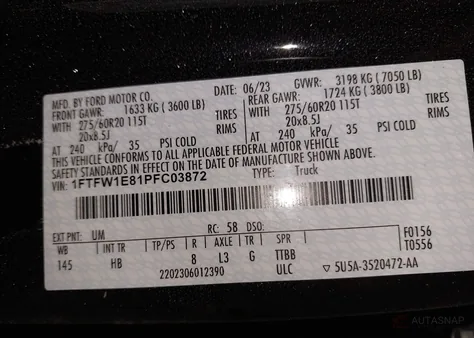 MFD. BY FORD MOTOR CO.
DATE: 06/23 GVWR: 3198 KG (7050 LB)
FRONT GAWR: 1633 KG (3600 LB) REAR GAWR: 1724 KG (3800 LB)
WITH 275/60R20 115T TIRES WITH 275/60R20 115T TIRES
20x8.5J RIMS 20x8.5J RIMS
AT 240 kPa/ 35 PSI COLD AT 240 kPa/ 35 PSI COLD
THIS VEHICLE CONFORMS TO ALL APPLICABLE FEDERAL MOTOR VEHICLE
SAFETY STANDARDS IN EFFECT ON THE DATE OF MANUFACTURE SHOWN ABOVE.
VIN: 1FTFW1E81PFC03872 TYPE: Truck
EXT PNT: UM RC: 58 DSO: F0156
WB INT TR TP/PS R AXLE TR SPR T0556
145 HB 8 L3 G TTBB
2202306012390 ULC ▽ 5U5A-3520472-AA
AUTASNAP